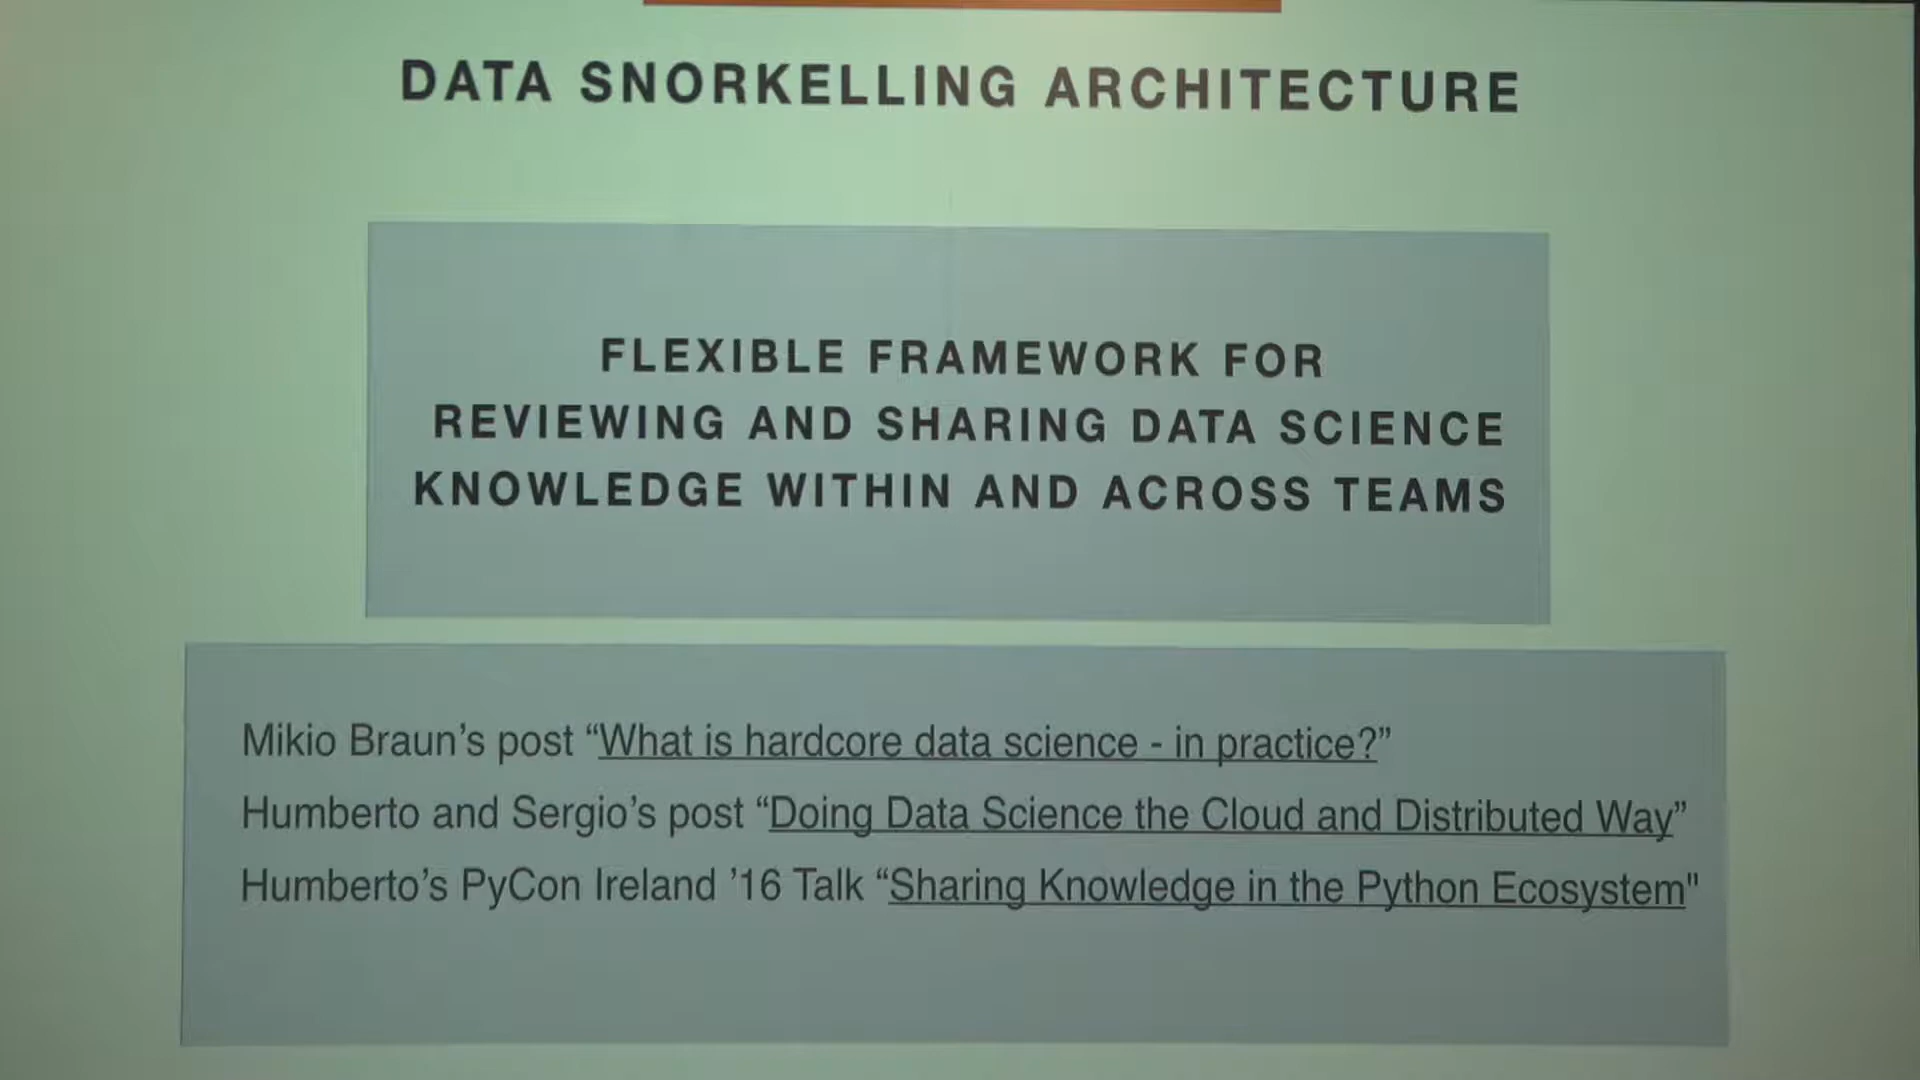 DATA SNORKELLING ARCHITECTURE
FLEXIBLE FRAMEWORK FOR
REVIEWING AND SHARING DATA SCIENCE
KNOWLEDGE WITHIN AND ACROSS TEAMS
Mikio Braun’s post “What is hardcore data science - in practice?”
Humberto and Sergio’s post “Doing Data Science the Cloud and Distributed Way”
Humberto’s PyCon Ireland ’16 Talk “Sharing Knowledge in the Python Ecosystem"